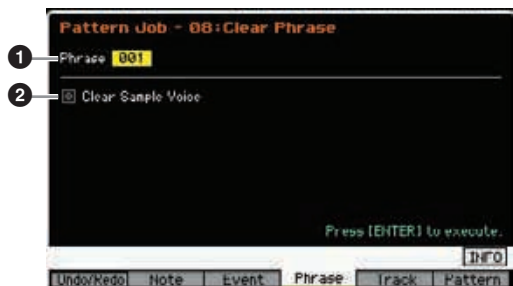 Pattern Job - 08:Clear Phrase
1 Phrase 001
2 Clear Sample Voice
Press [ENTER] to execute.
INFO
Undo/Redo Note Event Phrase Track Pattern